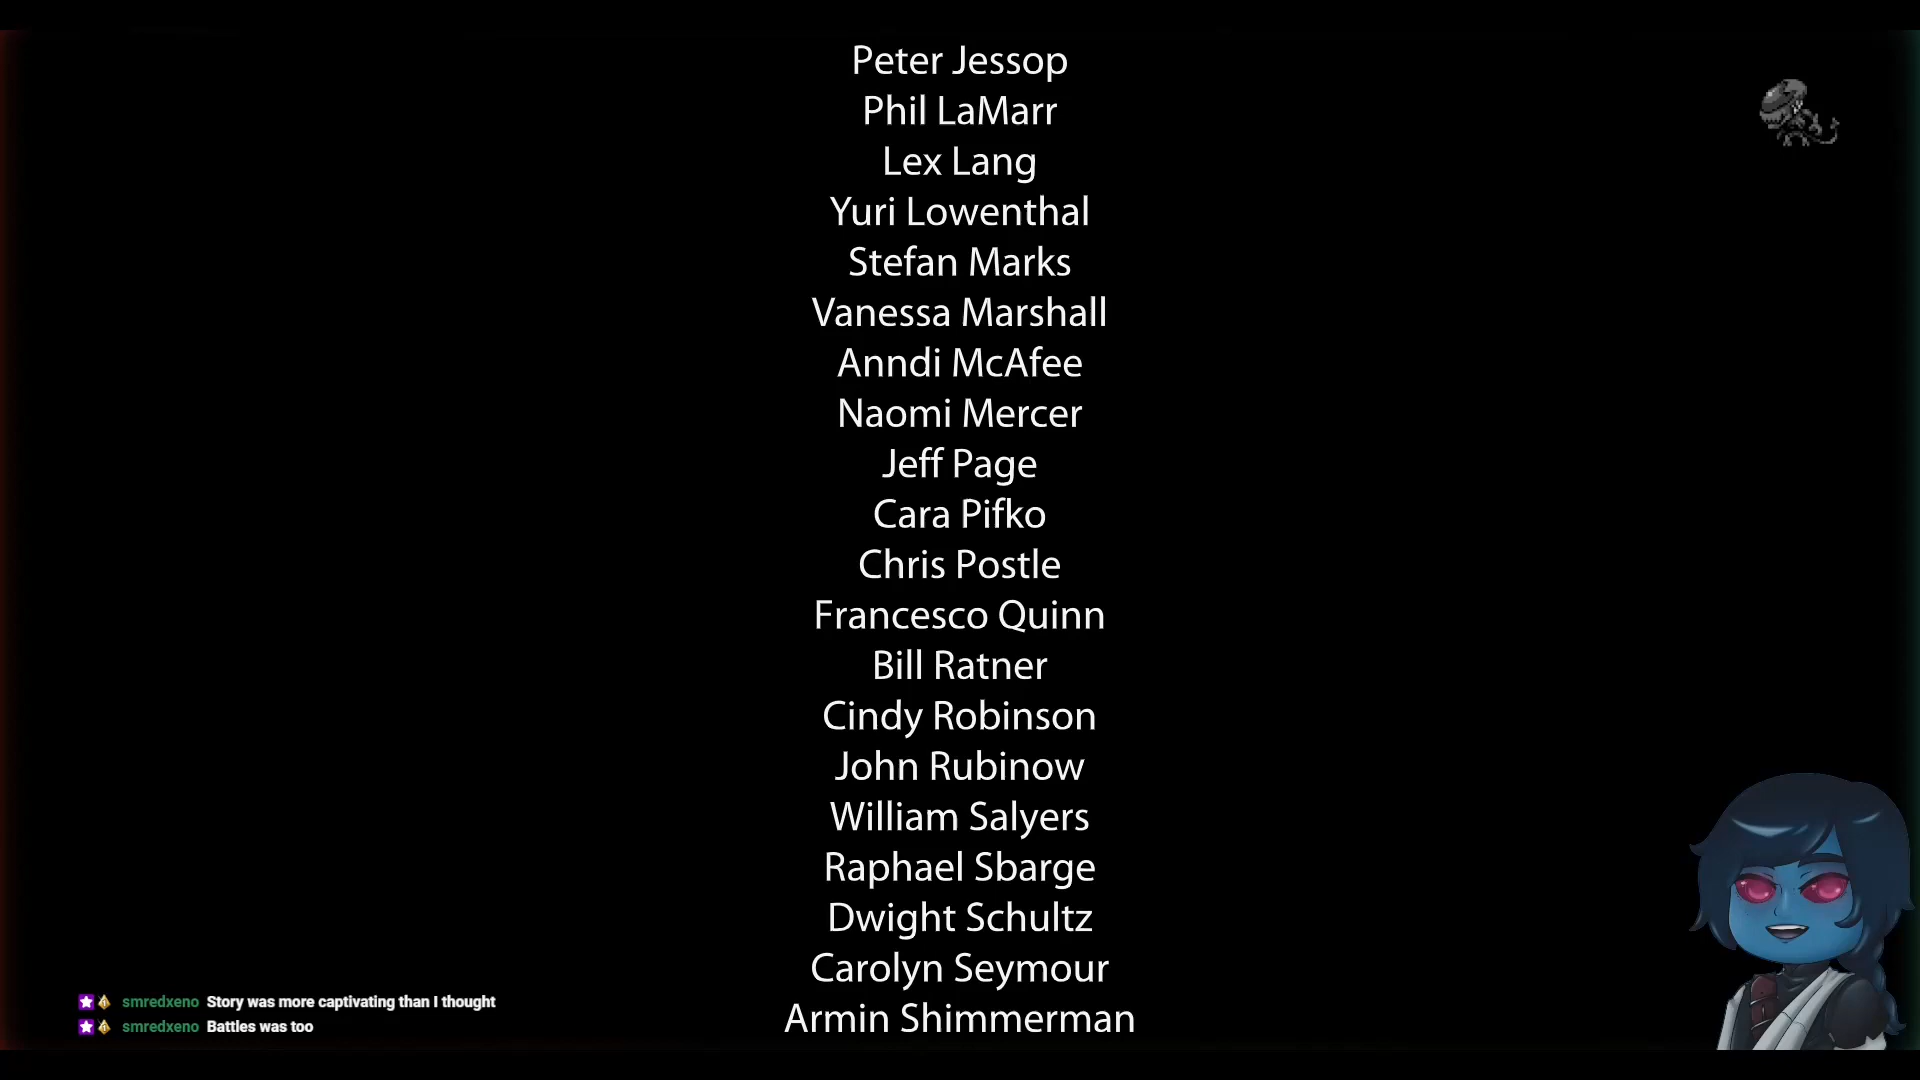 Peter Jessop
Phil LaMarr
Lex Lang
Yuri Lowenthal
Stefan Marks
Vanessa Marshall
Anndi McAfee
Naomi Mercer
Jeff Page
Cara Pifko
Chris Postle
Francesco Quinn
Bill Ratner
Cindy Robinson
John Rubinow
William Salyers
Raphael Sbarge
Dwight Schultz
Carolyn Seymour
Armin Shimmerman
smredxeno Story was more captivating than I thought
smredxeno Battles was too